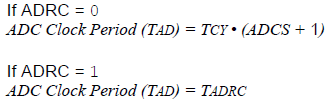 If ADRC = 0
ADC Clock Period (TAD) = TCY • (ADCS + 1)
If ADRC = 1
ADC Clock Period (TAD) = TADRC